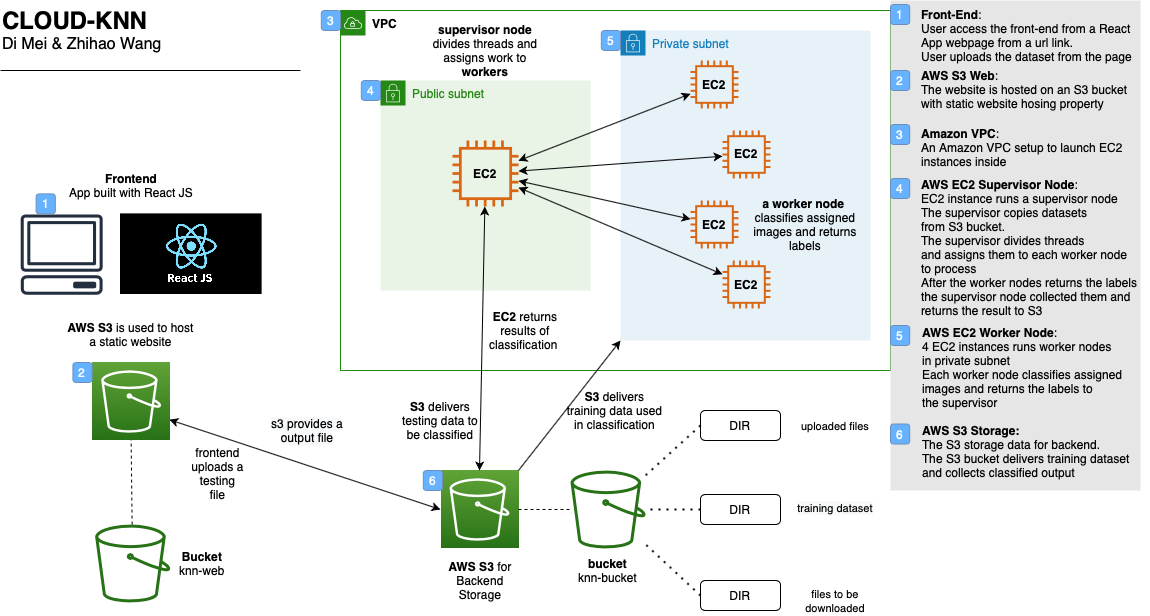 CLOUD-KNN
Di Mei & Zhihao Wang
3
VPC
supervisor node
divides threads and
assigns work to
workers
4
Public subnet
EC2
5
Private subnet
EC2
EC2
EC2
EC2
a worker node
classifies assigned
images and returns
labels
Frontend
App built with React JS
1
React JS
AWS S3 is used to host
a static website
2
s3 provides a
output file
frontend
uploads a
testing
file
Bucket
knn-web
EC2 returns
results of
classification
S3 delivers
testing data to
be classified
S3 delivers
training data used
in classification
6
AWS S3 for
Backend
Storage
bucket
knn-bucket
DIR
uploaded files
DIR
training dataset
DIR
files to be
downloaded
1
Front-End:
User access the front-end from a React
App webpage from a url link.
User uploads the dataset from the page
2
AWS S3 Web:
The website is hosted on an S3 bucket
with static website hosing property
3
Amazon VPC:
An Amazon VPC setup to launch EC2
instances inside
4
AWS EC2 Supervisor Node:
EC2 instance runs a supervisor node
The supervisor copies datasets
from S3 bucket.
The supervisor divides threads
and assigns them to each worker node
to process
After the worker nodes returns the labels
the supervisor node collected them and
returns the result to S3
5
AWS EC2 Worker Node:
4 EC2 instances runs worker nodes
in private subnet
Each worker node classifies assigned
images and returns the labels to
the supervisor
6
AWS S3 Storage:
The S3 storage data for backend.
The S3 bucket delivers training dataset
and collects classified output